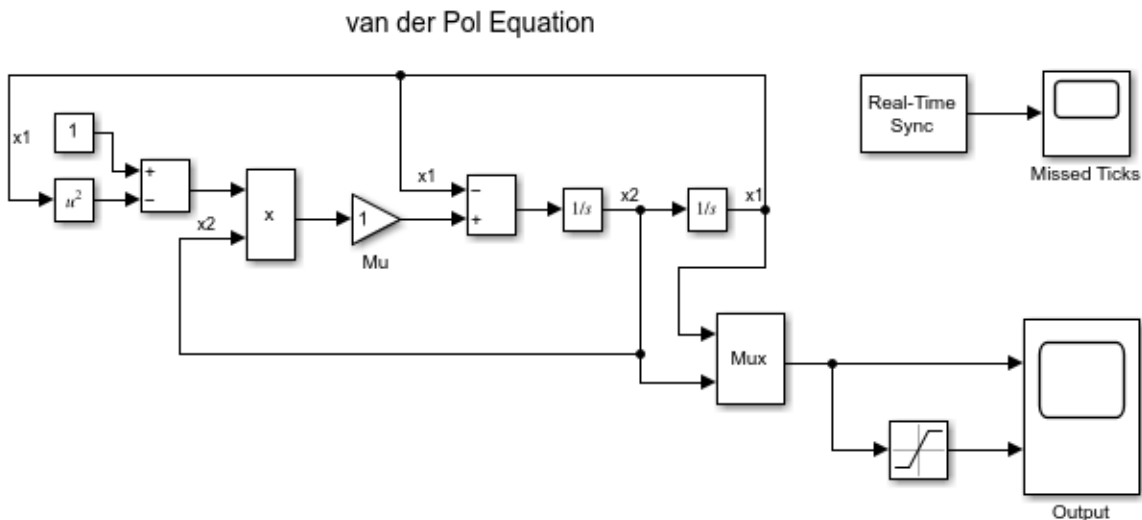 van der Pol Equation
x1
1
+
−
u²
x2
x
1
Mu
x1
−
+
1/s
x2
1/s
x1
Real-Time
Sync
Missed Ticks
Mux
Output